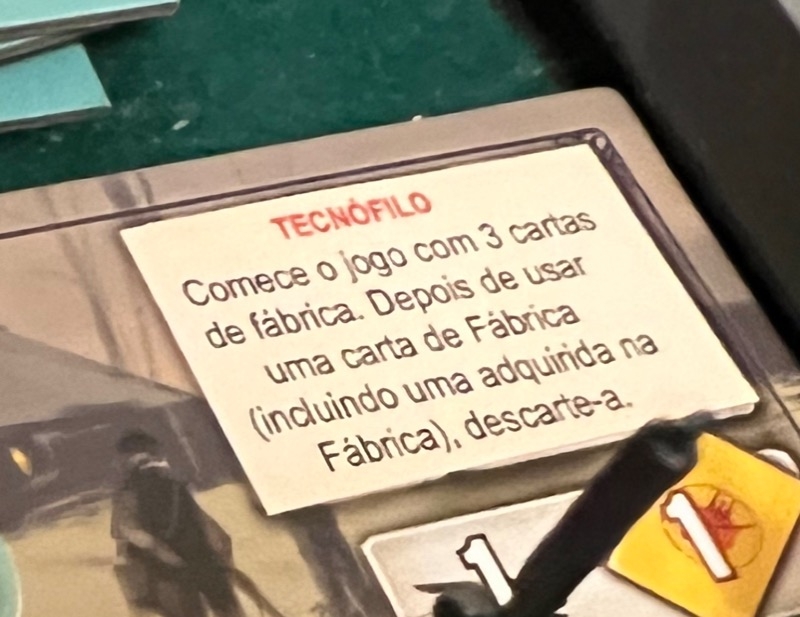 TECNÓFILO
Comece o jogo com 3 cartas
de fábrica. Depois de usar
uma carta de Fábrica
(incluindo uma adquirida na
Fábrica), descarte-a.
1
1